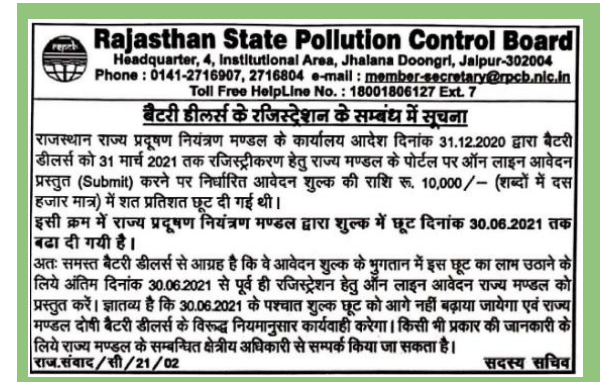 rspcb
Rajasthan State Pollution Control Board
Headquarter, 4, Institutional Area, Jhalana Doongri, Jaipur-302004
Phone : 0141-2716907, 2716804 e-mail : member-secretary@rpcb.nic.in
Toll Free HelpLine No. : 18001806127 Ext. 7
बैटरी डीलर्स के रजिस्ट्रेशन के सम्बंध में सूचना
राजस्थान राज्य प्रदूषण नियंत्रण मण्डल के कार्यालय आदेश दिनांक 31.12.2020 द्वारा बैटरी
डीलर्स को 31 मार्च 2021 तक रजिस्ट्रीकरण हेतु राज्य मण्डल के पोर्टल पर ऑन लाइन आवेदन
प्रस्तुत (Submit) करने पर निर्धारित आवेदन शुल्क की राशि रू. 10,000/– (शब्दों में दस
हजार मात्र) में शत प्रतिशत छूट दी गई थी।
इसी क्रम में राज्य प्रदूषण नियंत्रण मण्डल द्वारा शुल्क में छूट दिनांक 30.06.2021 तक
बढा दी गयी है।
अतः समस्त बैटरी डीलर्स से आग्रह है कि वे आवेदन शुल्क के भुगतान में इस छूट का लाभ उठाने के
लिये अंतिम दिनांक 30.06.2021 से पूर्व ही रजिस्ट्रेशन हेतु ऑन लाइन आवेदन राज्य मण्डल को
प्रस्तुत करें। ज्ञातव्य है कि 30.06.2021 के पश्चात शुल्क छूट को आगे नहीं बढ़ाया जायेगा एवं राज्य
मण्डल दोषी बैटरी डीलर्स के विरूद्ध नियमानुसार कार्यवाही करेगा। किसी भी प्रकार की जानकारी के
लिये राज्य मण्डल के सम्बन्धित क्षेत्रीय अधिकारी से सम्पर्क किया जा सकता है।
राज.संवाद/सी/21/02 सदस्य सचिव